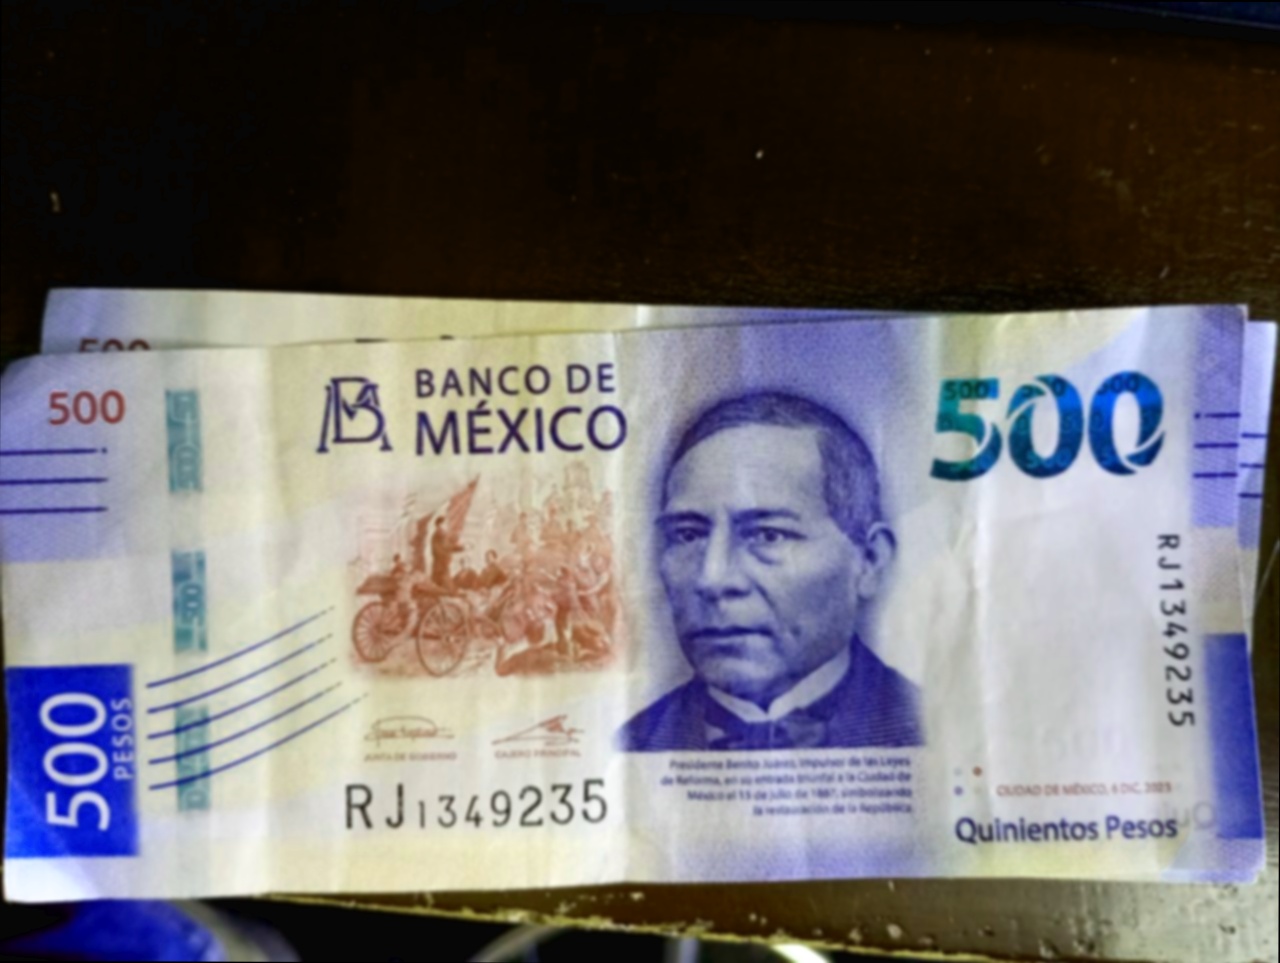 500
500
BM
BANCO DE
MÉXICO
500
500 PESOS
RJ1349235
JUNTA DE GOBIERNO
CAJERO PRINCIPAL
RJ1349235
Presidente Benito Juárez, impulsor de las Leyes
de Reforma, en su entrada triunfal a la Ciudad de
México el 15 de julio de 1867, simbolizando
la restauración de la República.
CIUDAD DE MÉXICO, 6 DIC. 2023
Quinientos Pesos